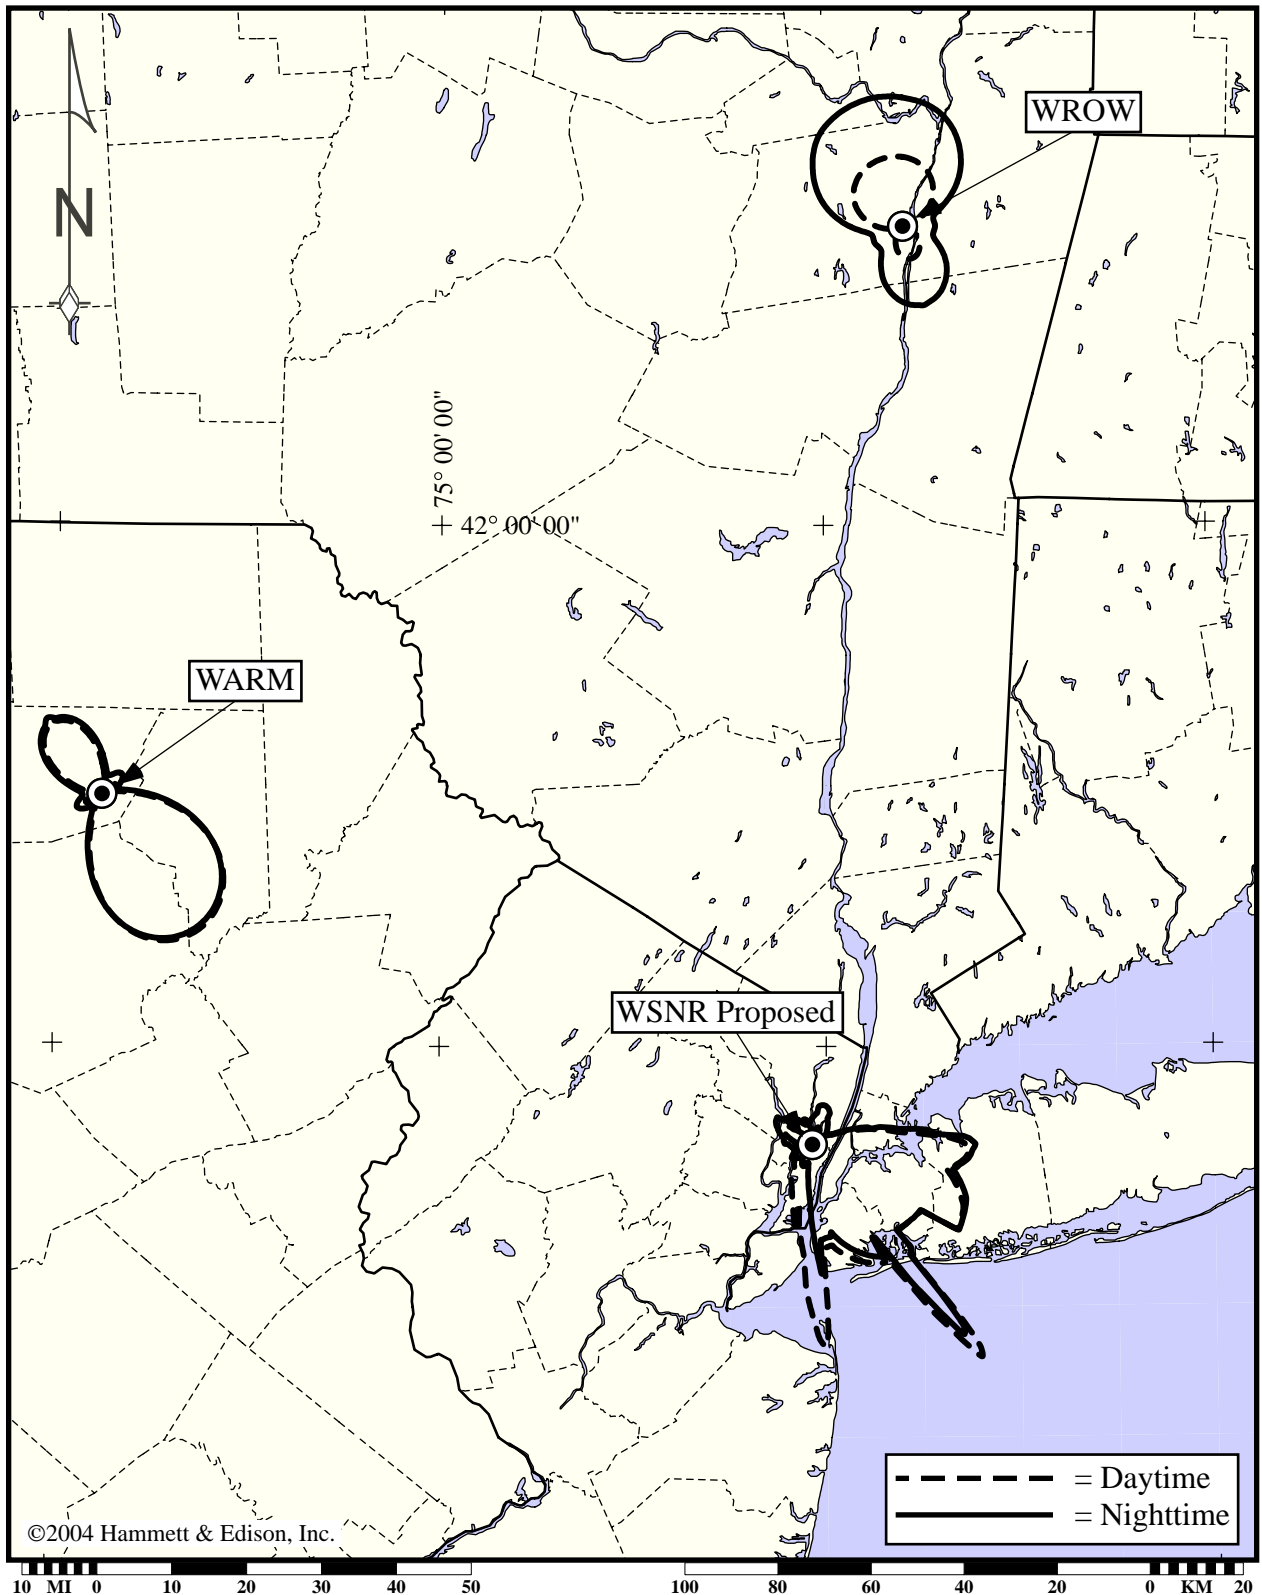 WROW
N
75° 00' 00"
42° 00' 00"
WARM
WSNR Proposed
= Daytime
= Nighttime
©2004 Hammett & Edison, Inc.
10 MI 0 10 20 30 40 50 100 80 60 40 20 0 KM 20